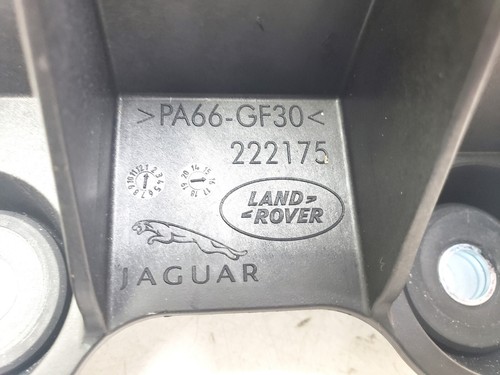 >PA66-GF30<
222175
LAND
ROVER
JAGUAR